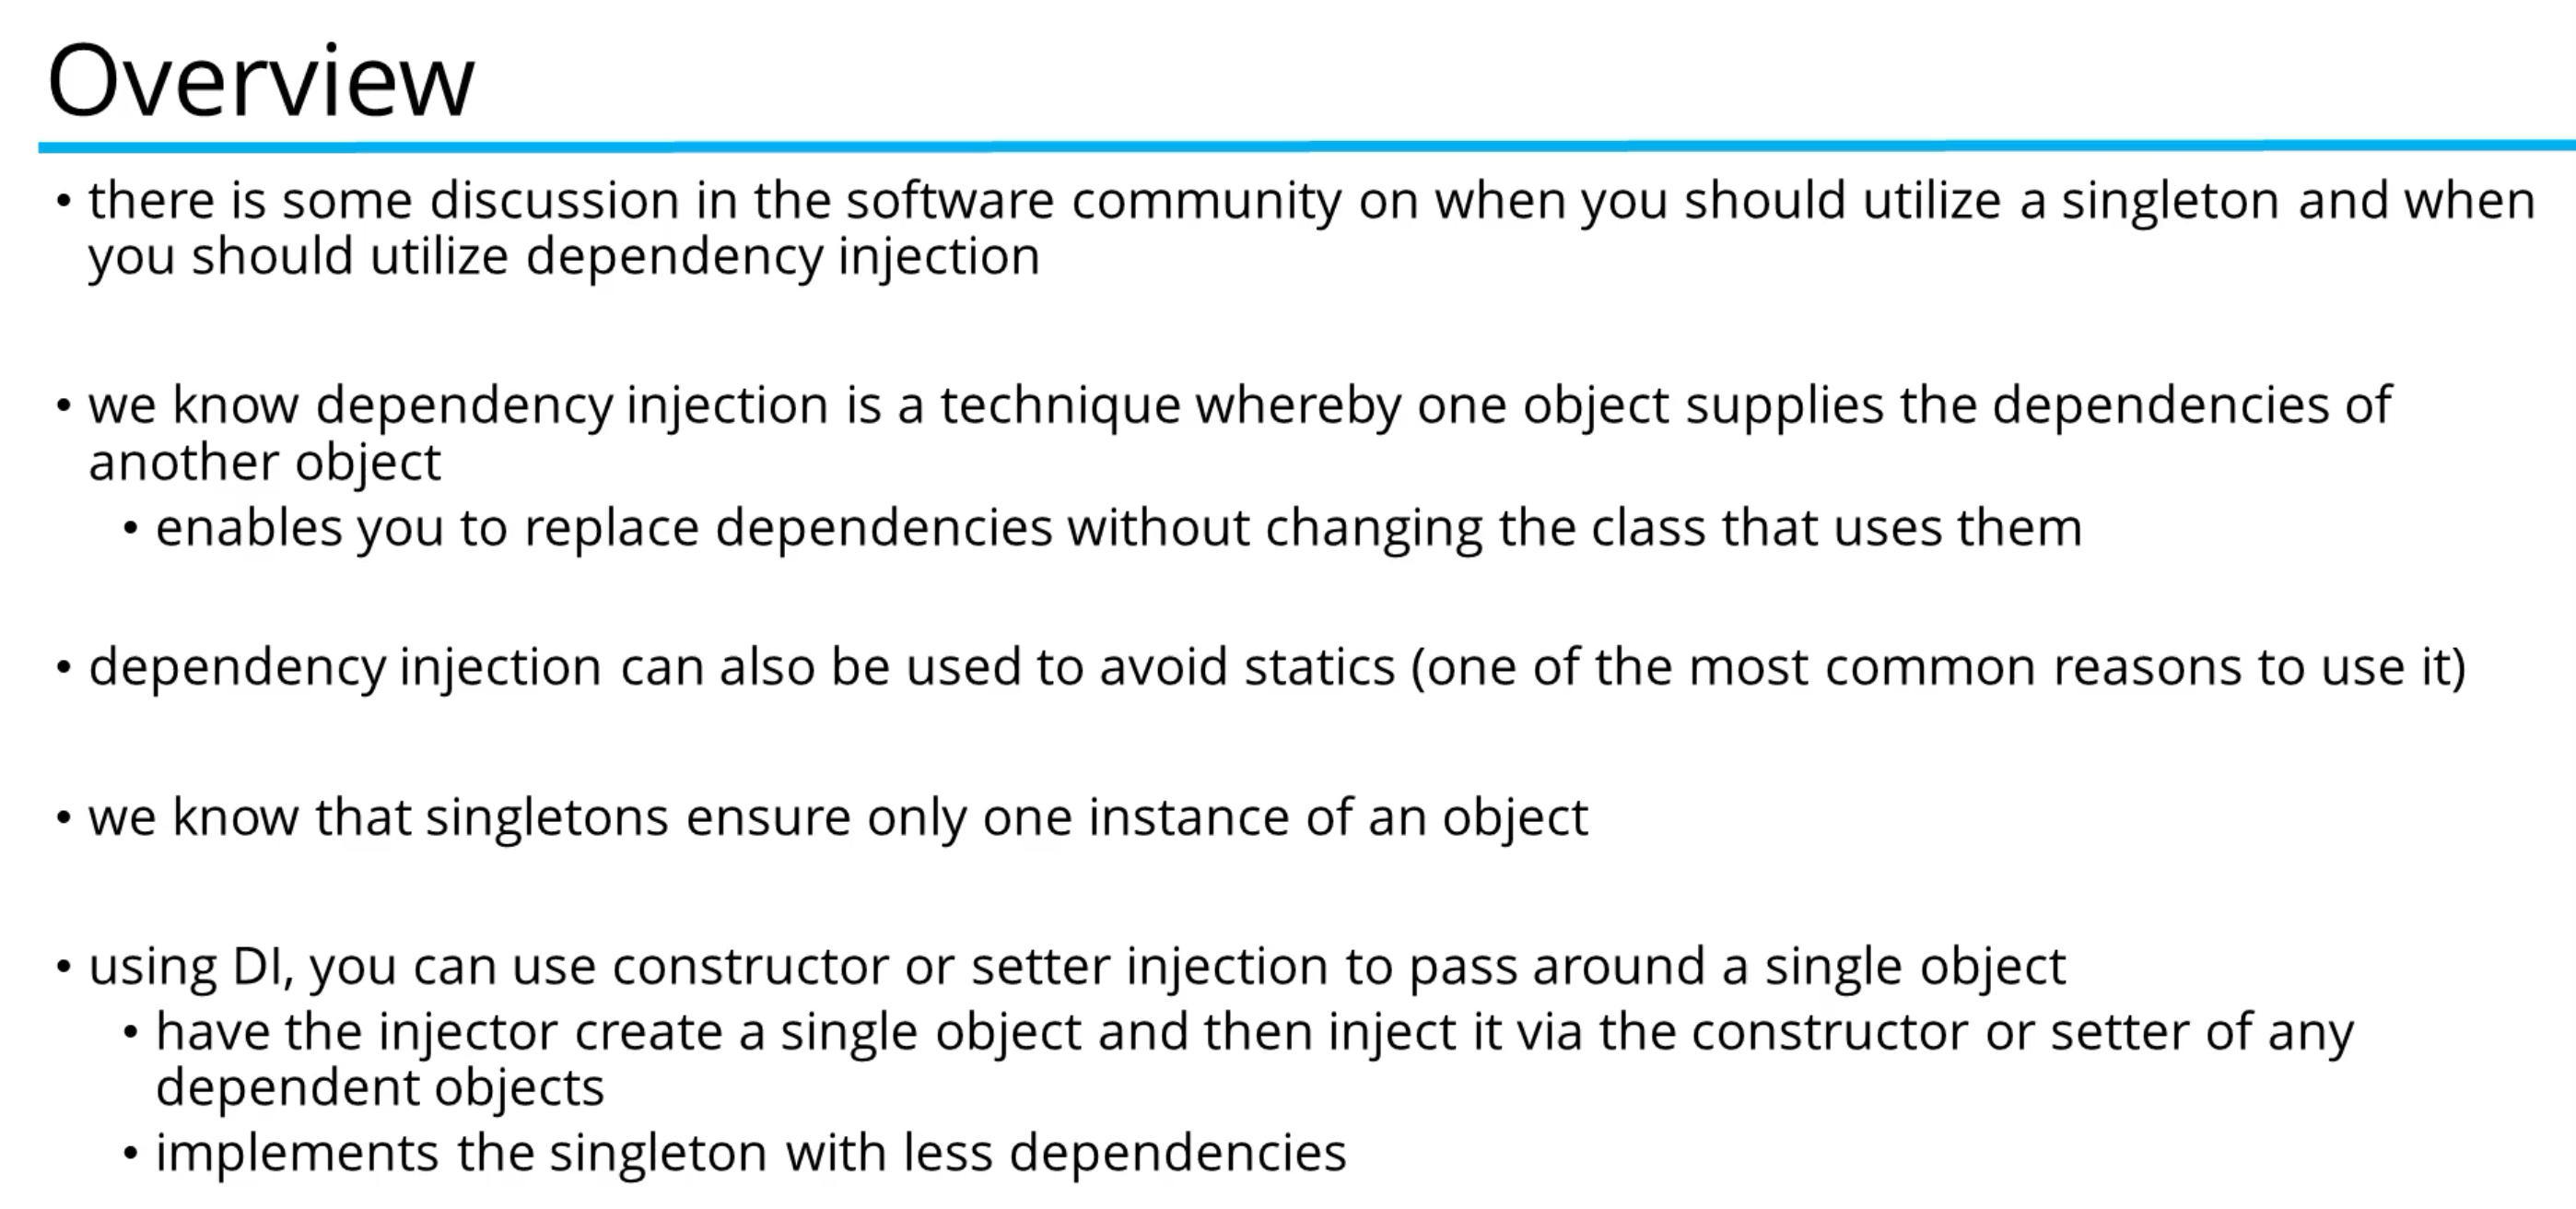 Overview
• there is some discussion in the software community on when you should utilize a singleton and when
you should utilize dependency injection
• we know dependency injection is a technique whereby one object supplies the dependencies of
another object
• enables you to replace dependencies without changing the class that uses them
• dependency injection can also be used to avoid statics (one of the most common reasons to use it)
• we know that singletons ensure only one instance of an object
• using DI, you can use constructor or setter injection to pass around a single object
• have the injector create a single object and then inject it via the constructor or setter of any
dependent objects
• implements the singleton with less dependencies